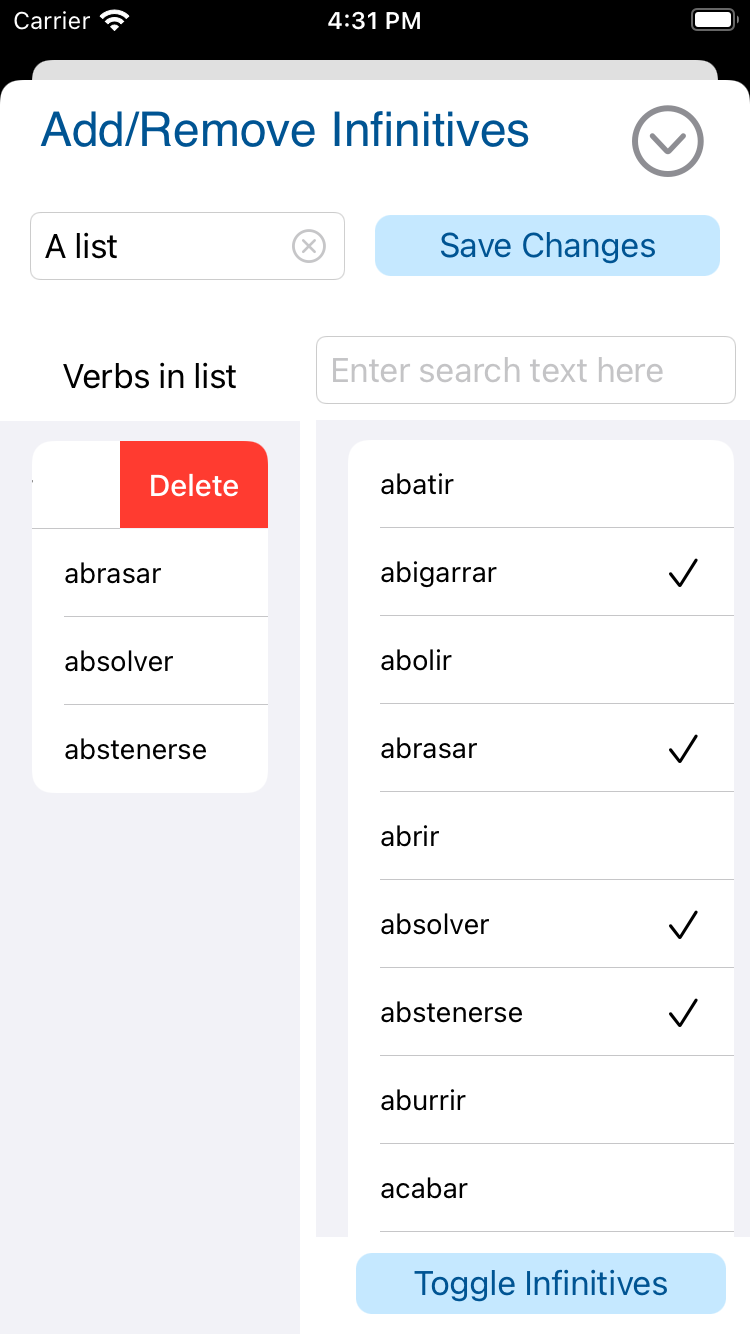 Carrier
4:31 PM
Add/Remove Infinitives
A list
Save Changes
Verbs in list
Enter search text here
Delete
abrasar
absolver
abstenerse
abatir
abigarrar
abolir
abrasar
abrir
absolver
abstenerse
aburrir
acabar
Toggle Infinitives